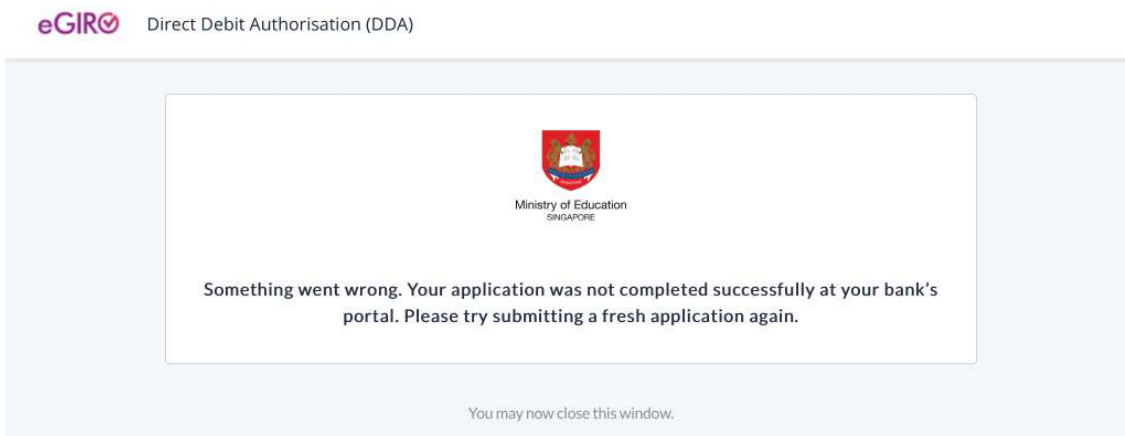 eGIRO
Direct Debit Authorisation (DDA)
Ministry of Education
SINGAPORE
Something went wrong. Your application was not completed successfully at your bank's
portal. Please try submitting a fresh application again.
You may now close this window.